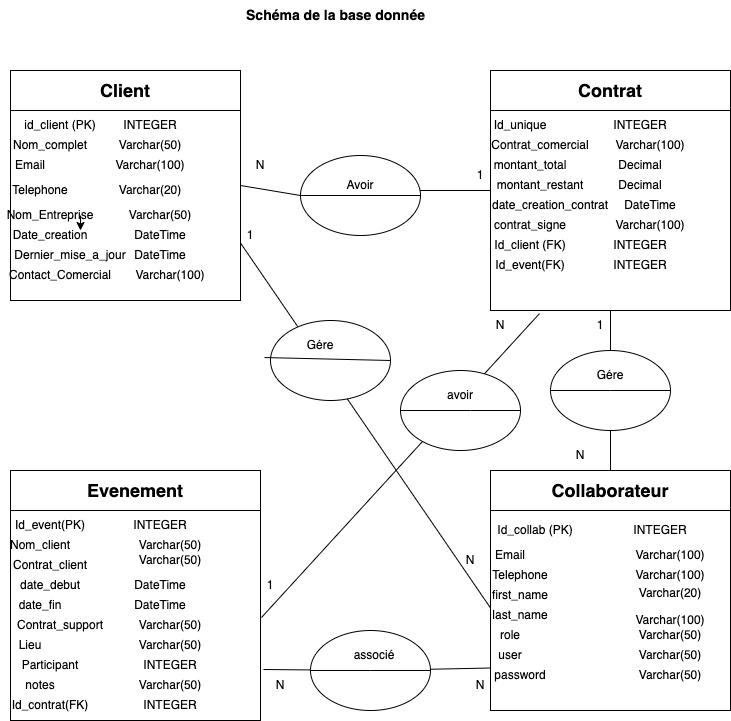 Schéma de la base donnée
Client
id_client (PK) INTEGER
Nom_complet Varchar(50)
Email Varchar(100)
Telephone Varchar(20)
Nom_Entreprise Varchar(50)
Date_creation DateTime
Dernier_mise_a_jour DateTime
Contact_Comercial Varchar(100)
N
Avoir
1
Contrat
Id_unique INTEGER
Contrat_comercial Varchar(100)
montant_total Decimal
montant_restant Decimal
date_creation_contrat DateTime
contrat_signe Varchar(100)
Id_client (FK) INTEGER
Id_event(FK) INTEGER
1
Gére
N
N
avoir
1
1
Gére
N
Evenement
Id_event(PK) INTEGER
Nom_client Varchar(50)
Contrat_client Varchar(50)
date_debut DateTime
date_fin DateTime
Contrat_support Varchar(50)
Lieu Varchar(50)
Participant INTEGER
notes Varchar(50)
Id_contrat(FK) INTEGER
N
associé
N
Collaborateur
Id_collab (PK) INTEGER
Email Varchar(100)
Telephone Varchar(100)
first_name Varchar(20)
last_name Varchar(100)
role Varchar(50)
user Varchar(50)
password Varchar(50)